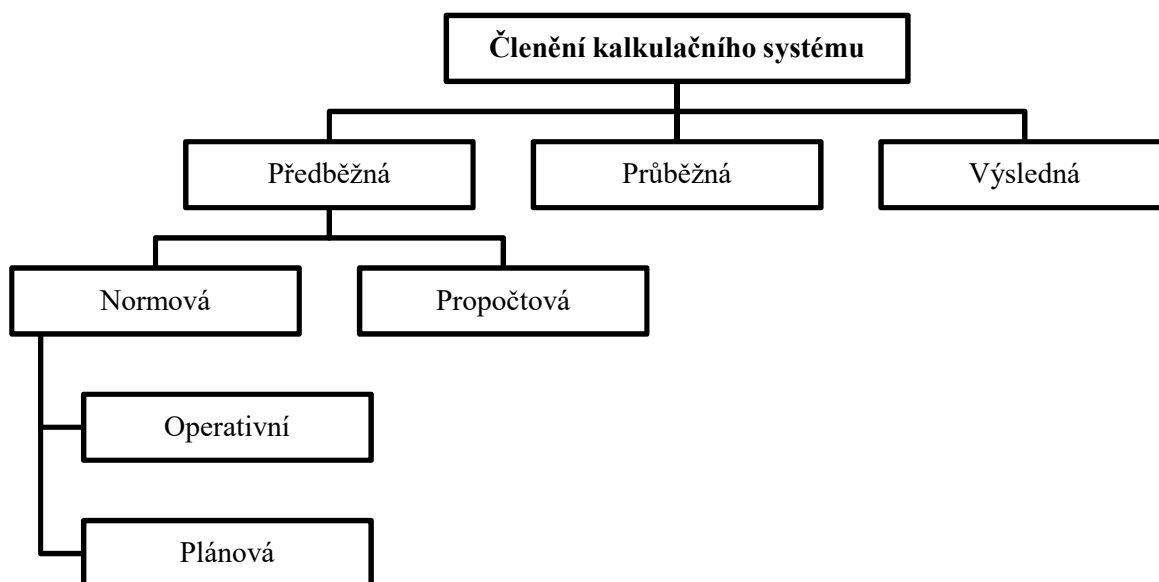 Členění kalkulačního systému
Předběžná
Průběžná
Výsledná
Normová
Propočtová
Operativní
Plánová